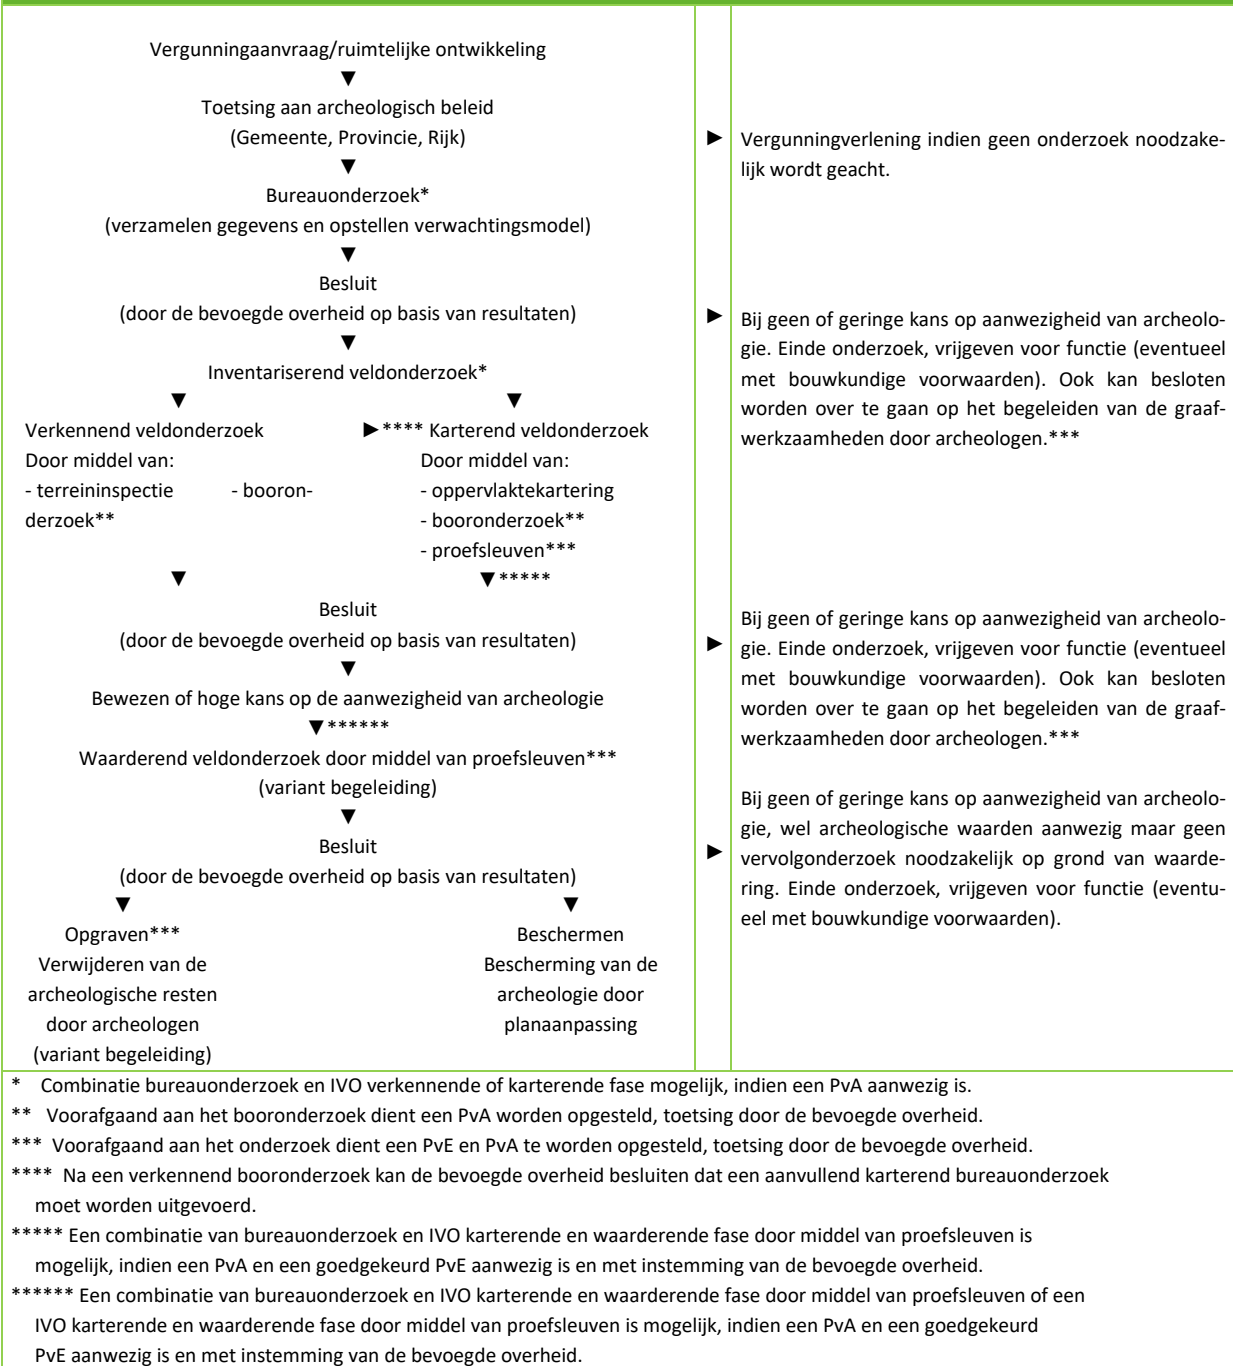 Vergunningaanvraag/ruimtelijke ontwikkeling
▼
Toetsing aan archeologisch beleid
(Gemeente, Provincie, Rijk)
▼
Bureauonderzoek*
(verzamelen gegevens en opstellen verwachtingsmodel)
▼
Besluit
(door de bevoegde overheid op basis van resultaten)
▼
Inventariserend veldonderzoek*
▼ ▼
Verkennend veldonderzoek ►**** Karterend veldonderzoek
Door middel van: Door middel van:
- terreininspectie - booron- - oppervlaktekartering
derzoek** - booronderzoek**
- proefsleuven***
▼ ▼*****
Besluit
(door de bevoegde overheid op basis van resultaten)
▼
Bewezen of hoge kans op de aanwezigheid van archeologie
▼******
Waarderend veldonderzoek door middel van proefsleuven***
(variant begeleiding)
▼
Besluit
(door de bevoegde overheid op basis van resultaten)
▼ ▼
Opgraven*** Beschermen
Verwijderen van de Bescherming van de
archeologische resten archeologie door
door archeologen planaanpassing
(variant begeleiding)
► Vergunningverlening indien geen onderzoek noodzake-
lijk wordt geacht.
► Bij geen of geringe kans op aanwezigheid van archeolo-
gie. Einde onderzoek, vrijgeven voor functie (eventueel
met bouwkundige voorwaarden). Ook kan besloten
worden over te gaan op het begeleiden van de graaf-
werkzaamheden door archeologen.***
Bij geen of geringe kans op aanwezigheid van archeolo-
► gie. Einde onderzoek, vrijgeven voor functie (eventueel
met bouwkundige voorwaarden). Ook kan besloten
worden over te gaan op het begeleiden van de graaf-
werkzaamheden door archeologen.***
Bij geen of geringe kans op aanwezigheid van archeolo-
gie, wel archeologische waarden aanwezig maar geen
► vervolgonderzoek noodzakelijk op grond van waarde-
ring. Einde onderzoek, vrijgeven voor functie (eventu-
eel met bouwkundige voorwaarden).
* Combinatie bureauonderzoek en IVO verkennende of karterende fase mogelijk, indien een PvA aanwezig is.
** Voorafgaand aan het booronderzoek dient een PvA worden opgesteld, toetsing door de bevoegde overheid.
*** Voorafgaand aan het onderzoek dient een PvE en PvA te worden opgesteld, toetsing door de bevoegde overheid.
**** Na een verkennend booronderzoek kan de bevoegde overheid besluiten dat een aanvullend karterend bureauonderzoek
moet worden uitgevoerd.
***** Een combinatie van bureauonderzoek en IVO karterende en waarderende fase door middel van proefsleuven is
mogelijk, indien een PvA en een goedgekeurd PvE aanwezig is en met instemming van de bevoegde overheid.
****** Een combinatie van bureauonderzoek en IVO karterende en waarderende fase door middel van proefsleuven of een
IVO karterende en waarderende fase door middel van proefsleuven is mogelijk, indien een PvA en een goedgekeurd
PvE aanwezig is en met instemming van de bevoegde overheid.